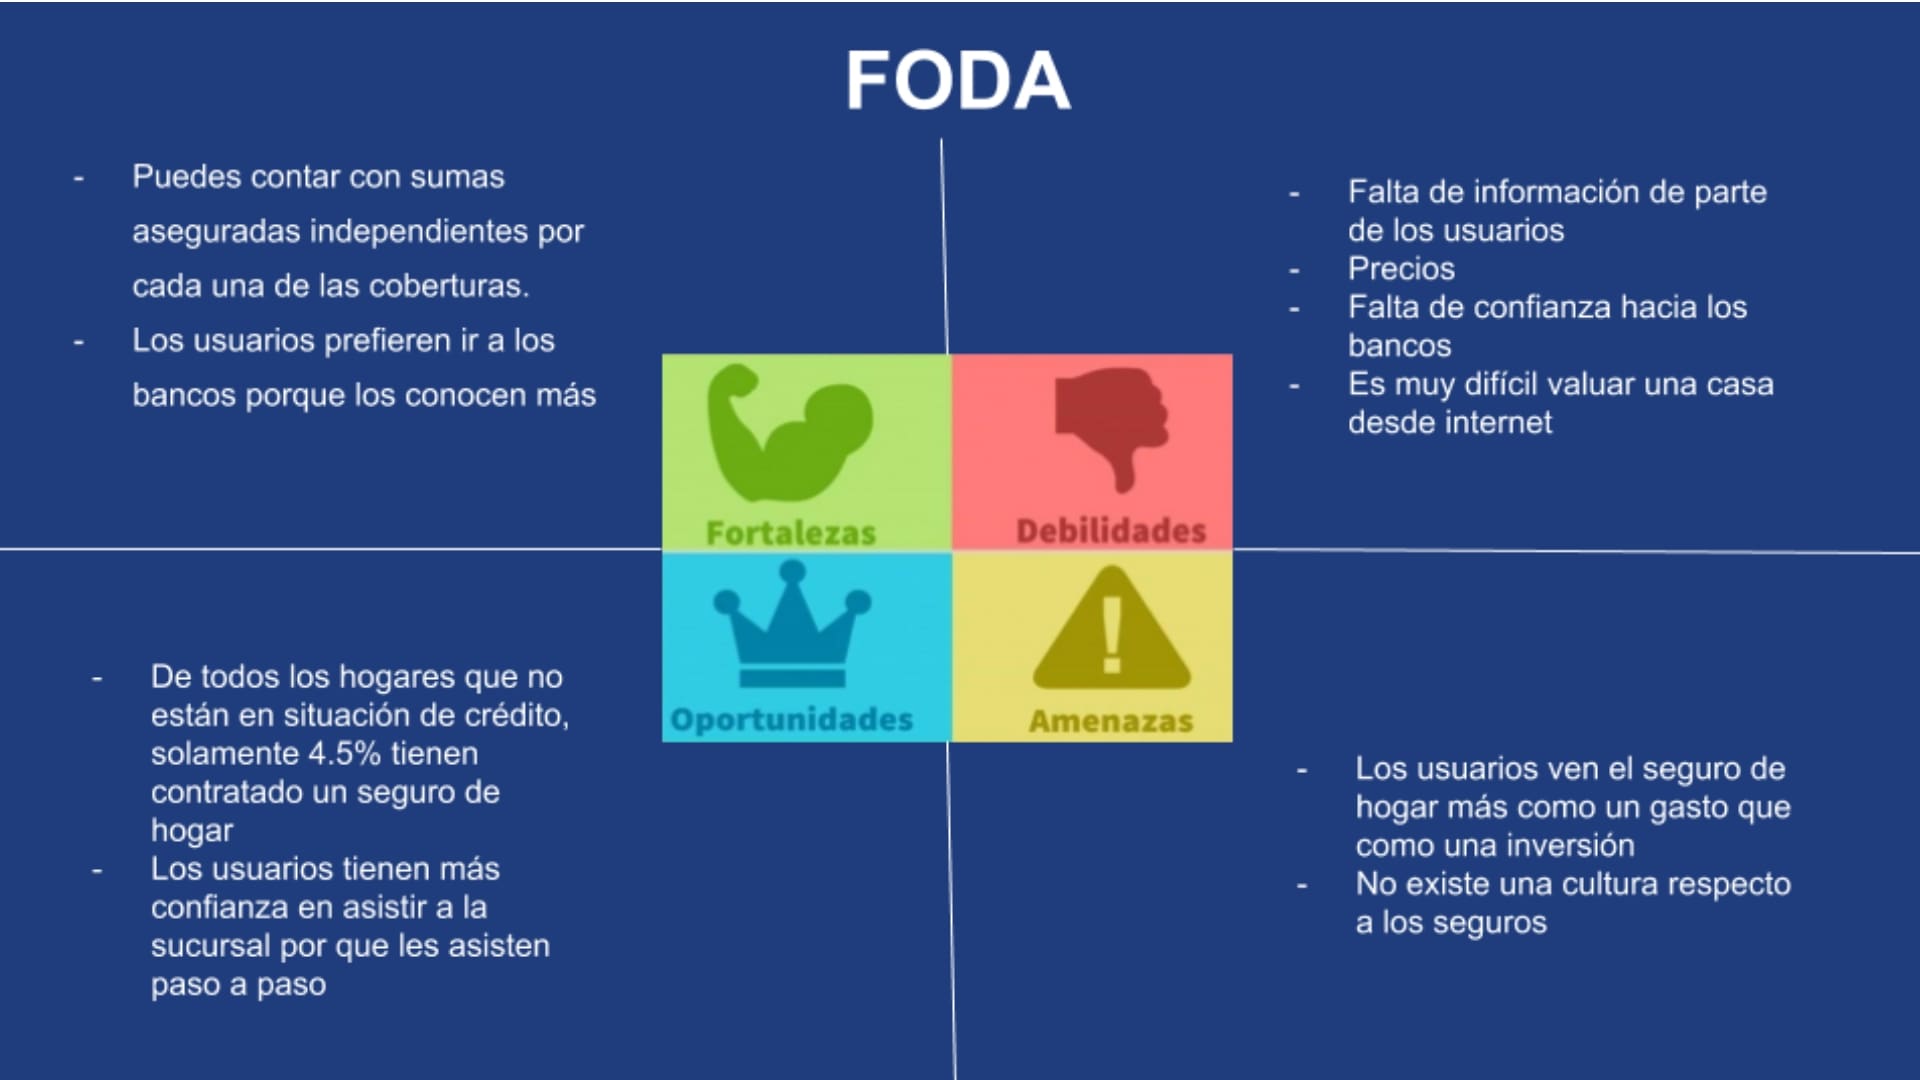 FODA
- Puedes contar con sumas
aseguradas independientes por
cada una de las coberturas.
- Los usuarios prefieren ir a los
bancos porque los conocen más
- Falta de información de parte
de los usuarios
- Precios
- Falta de confianza hacia los
bancos
- Es muy difícil valuar una casa
desde internet
Fortalezas
Debilidades
Oportunidades
Amenazas
- De todos los hogares que no
están en situación de crédito,
solamente 4.5% tienen
contratado un seguro de
hogar
- Los usuarios tienen más
confianza en asistir a la
sucursal por que les asisten
paso a paso
- Los usuarios ven el seguro de
hogar más como un gasto que
como una inversión
- No existe una cultura respecto
a los seguros